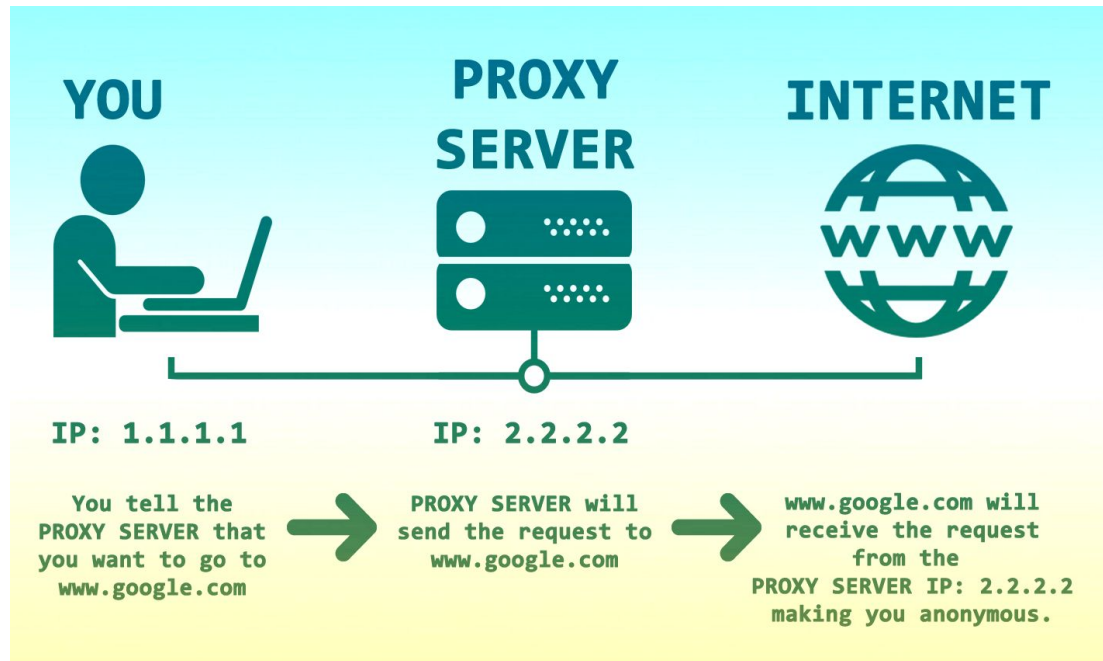 YOU
PROXY
SERVER
INTERNET
WWW
IP: 1.1.1.1
IP: 2.2.2.2
You tell the
PROXY SERVER that
you want to go to
www.google.com
PROXY SERVER will
send the request to
www.google.com
www.google.com will
receive the request
from the
PROXY SERVER IP: 2.2.2.2
making you anonymous.